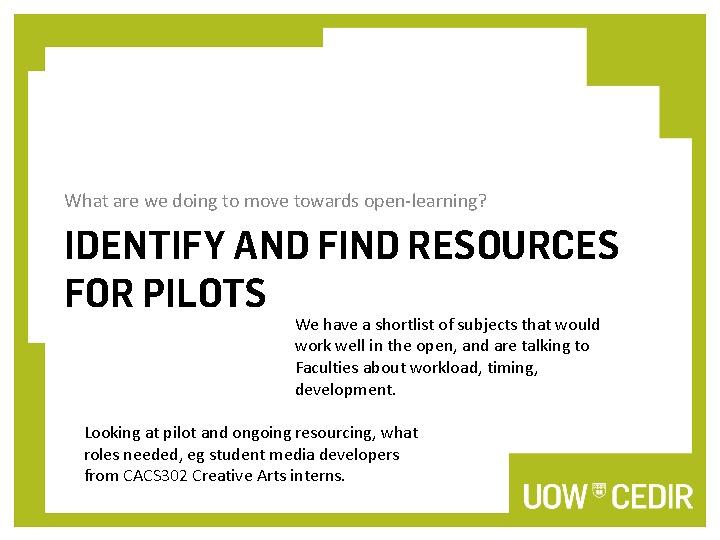 What are we doing to move towards open-learning?
IDENTIFY AND FIND RESOURCES
FOR PILOTS
We have a shortlist of subjects that would
work well in the open, and are talking to
Faculties about workload, timing,
development.
Looking at pilot and ongoing resourcing, what
roles needed, eg student media developers
from CACS302 Creative Arts interns.
UOW CEDIR